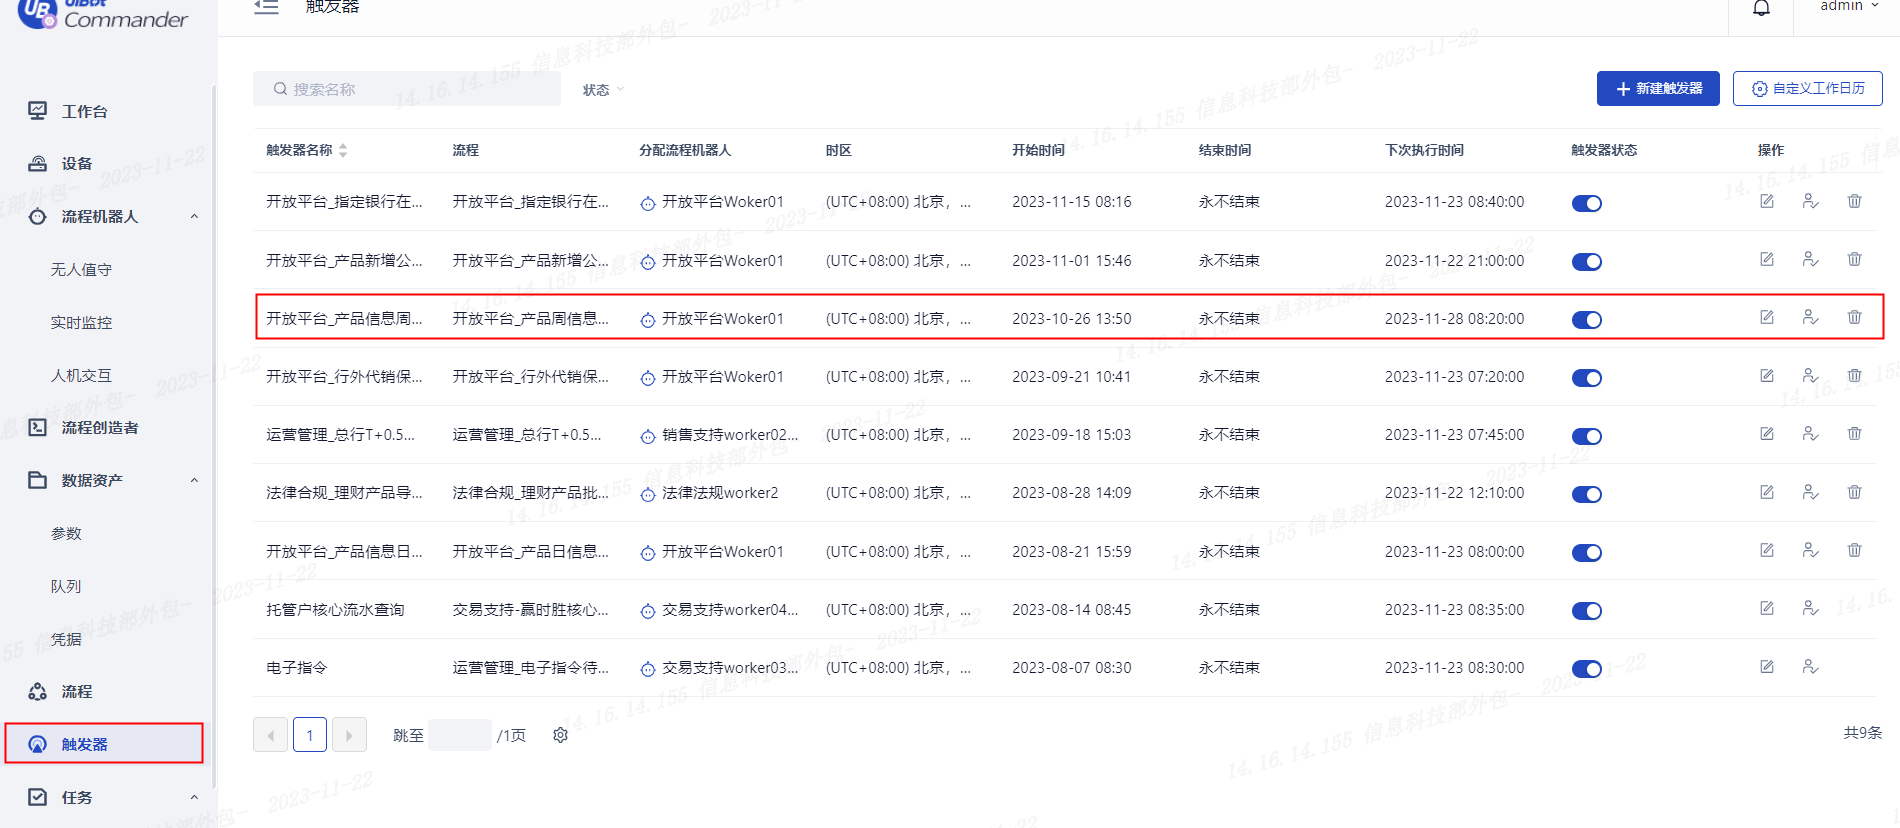 UB UiBot
Commander
触发器
admin
工作台
设备
流程机器人
无人值守
实时监控
人机交互
流程创造者
数据资产
参数
队列
凭据
流程
触发器
任务
搜索名称 状态 新建触发器 自定义工作日历
触发器名称 流程 分配流程机器人 时区 开始时间 结束时间 下次执行时间 触发器状态 操作
开放平台_指定银行在... 开放平台_指定银行在... 开放平台Woker01 (UTC+08:00) 北京，... 2023-11-15 08:16 永不结束 2023-11-23 08:40:00
开放平台_产品新增公... 开放平台_产品新增公... 开放平台Woker01 (UTC+08:00) 北京，... 2023-11-01 15:46 永不结束 2023-11-22 21:00:00
开放平台_产品信息周... 开放平台_产品周信息... 开放平台Woker01 (UTC+08:00) 北京，... 2023-10-26 13:50 永不结束 2023-11-28 08:20:00
开放平台_行外代销保... 开放平台_行外代销保... 开放平台Woker01 (UTC+08:00) 北京，... 2023-09-21 10:41 永不结束 2023-11-23 07:20:00
运营管理_总行T+0.5... 运营管理_总行T+0.5... 销售支持worker02... (UTC+08:00) 北京，... 2023-09-18 15:03 永不结束 2023-11-23 07:45:00
法律合规_理财产品导... 法律合规_理财产品批... 法律法规worker2 (UTC+08:00) 北京，... 2023-08-28 14:09 永不结束 2023-11-22 12:10:00
开放平台_产品信息日... 开放平台_产品日信息... 开放平台Woker01 (UTC+08:00) 北京，... 2023-08-21 15:59 永不结束 2023-11-23 08:00:00
托管户核心流水查询 交易支持-赢时胜核心... 交易支持worker04... (UTC+08:00) 北京，... 2023-08-14 08:45 永不结束 2023-11-23 08:35:00
电子指令 运营管理_电子指令待... 交易支持worker03... (UTC+08:00) 北京，... 2023-08-07 08:30 永不结束 2023-11-23 08:30:00
1 跳至 /1页 共9条
14.16.14.155 信息科技部外包- 2023-11-22